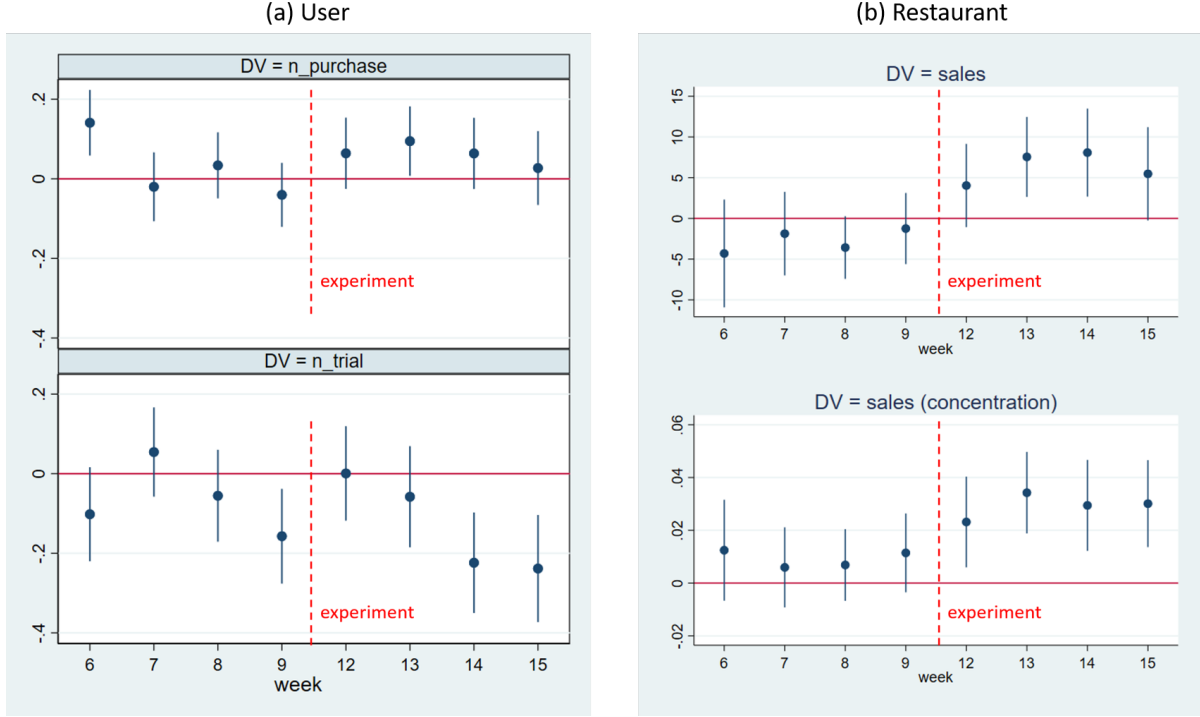 (a) User
DV = n_purchase
.2
0
-.2
-.4
experiment
DV = n_trial
.2
0
-.2
-.4
experiment
6 7 8 9 12 13 14 15
week
(b) Restaurant
DV = sales
15
10
5
0
-5
-10
experiment
6 7 8 9 12 13 14 15
week
DV = sales (concentration)
.06
.04
.02
0
-.02
experiment
6 7 8 9 12 13 14 15
week